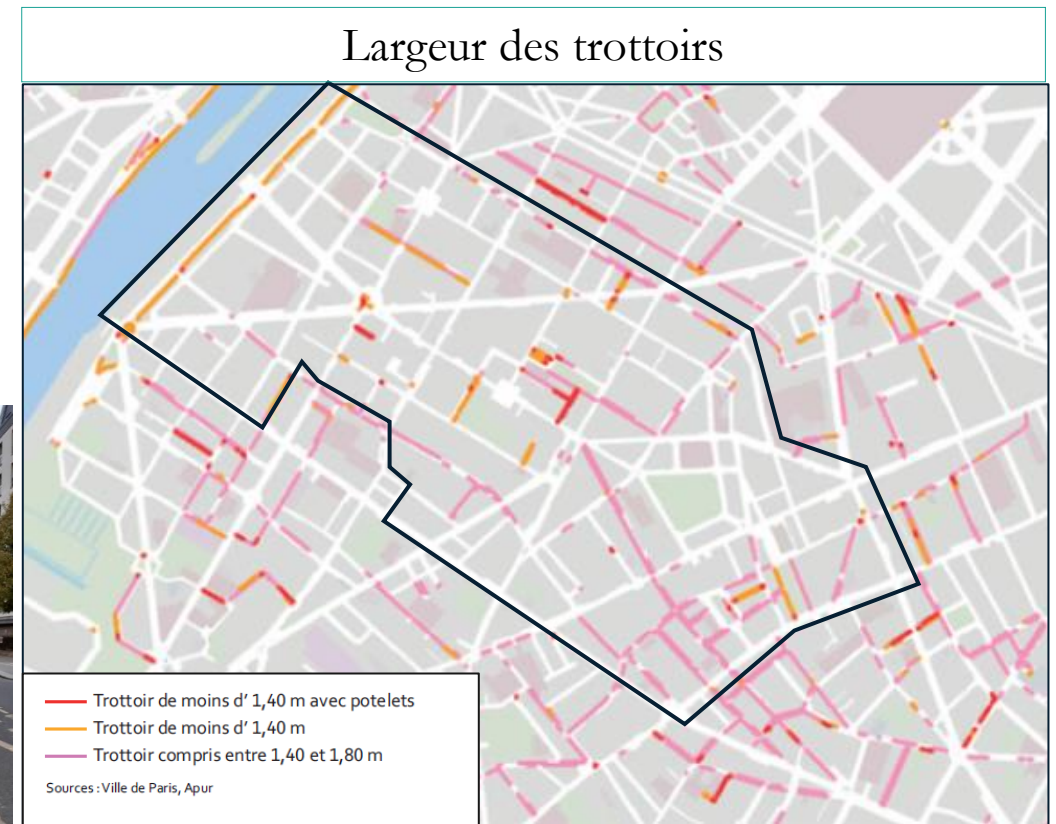 Largeur des trottoirs
Trottoir de moins d' 1,40 m avec potelets
Trottoir de moins d' 1,40 m
Trottoir compris entre 1,40 et 1,80 m
Sources : Ville de Paris, Apur